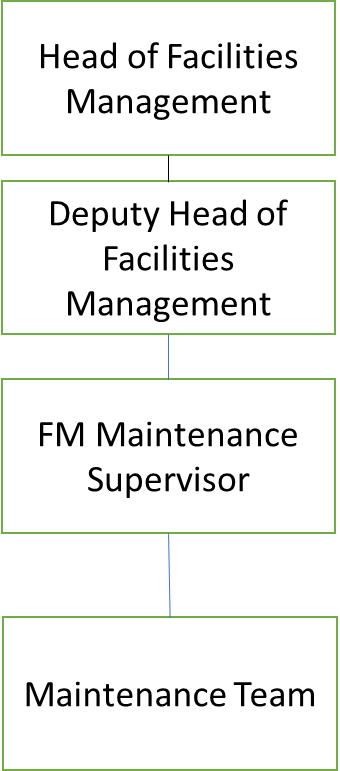 Head of Facilities
Management
Deputy Head of
Facilities
Management
FM Maintenance
Supervisor
Maintenance Team